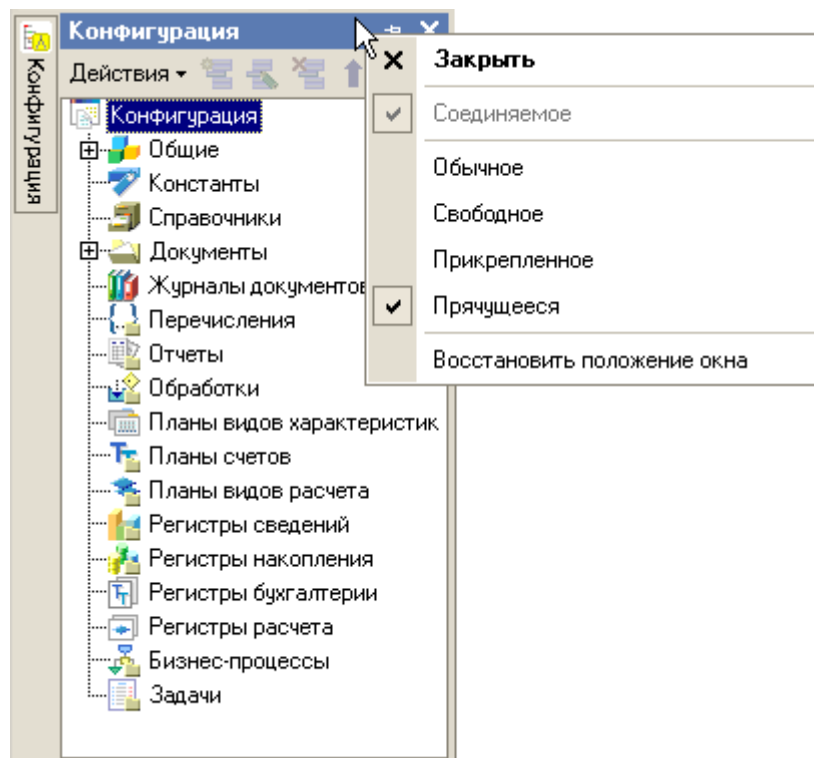 Конфигурация
Конфигурация
Действия
Конфигурация
Общие
Константы
Справочники
Документы
Журналы документов
Перечисления
Отчеты
Обработки
Планы видов характеристик
Планы счетов
Планы видов расчета
Регистры сведений
Регистры накопления
Регистры бухгалтерии
Регистры расчета
Бизнес-процессы
Задачи
Закрыть
Соединяемое
Обычное
Свободное
Прикрепленное
Прячущееся
Восстановить положение окна